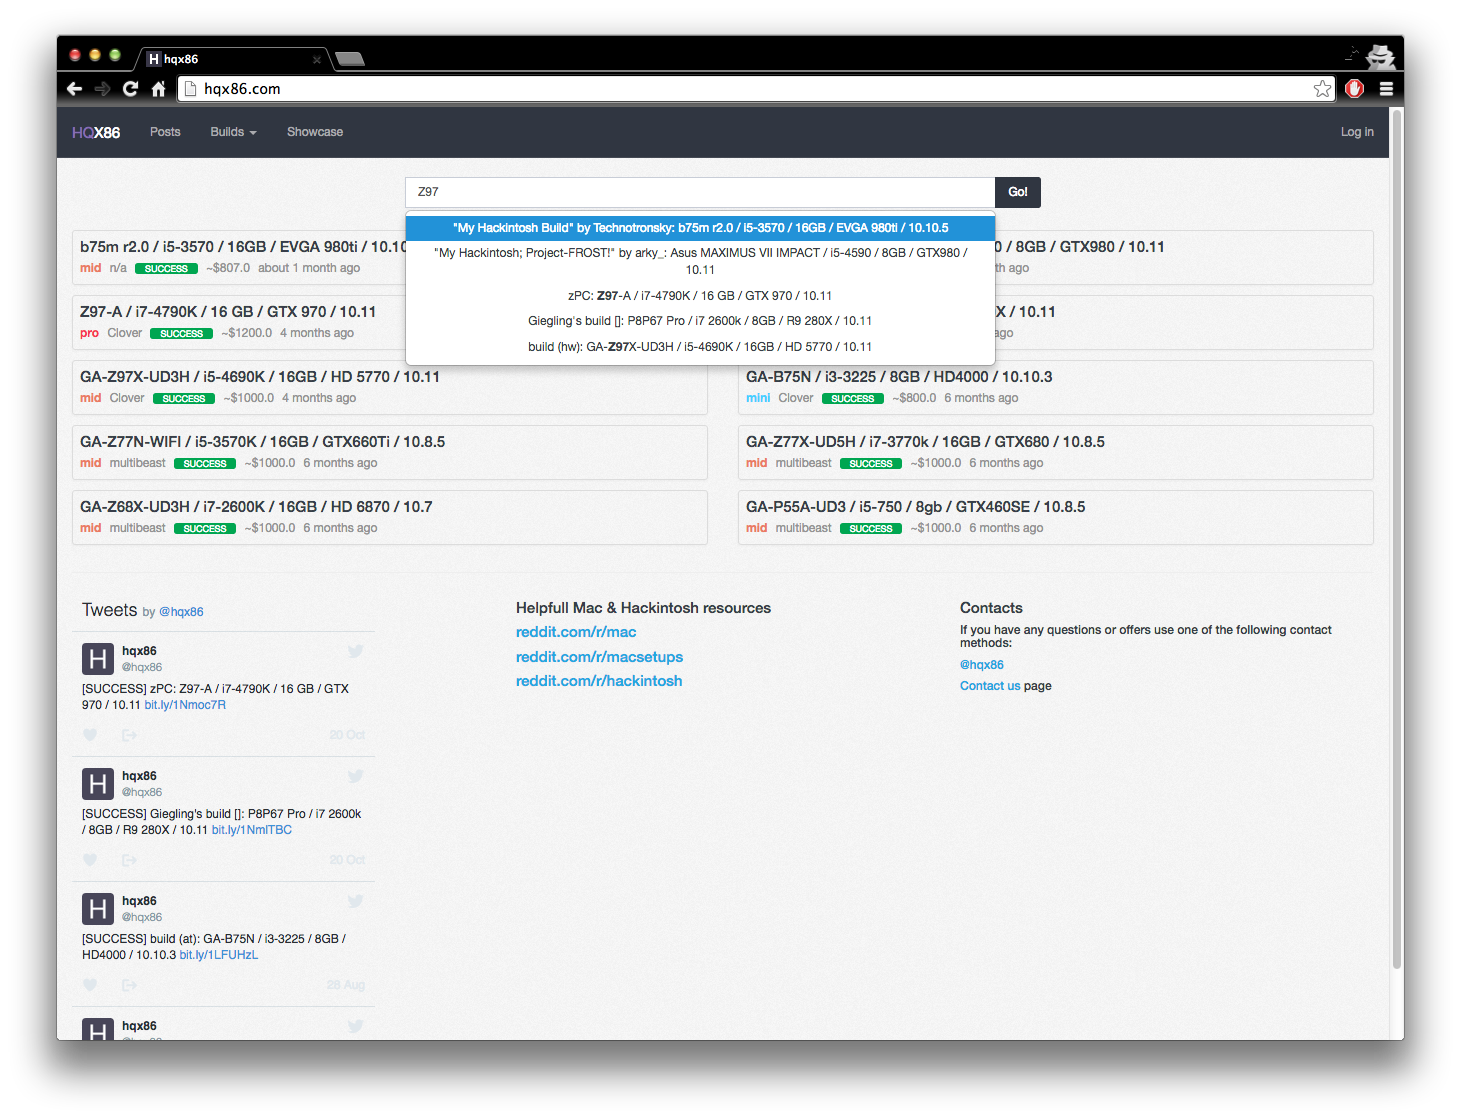 H hqx86
hqx86.com
HQX86 Posts Builds Showcase Log in
Z97 Go!
"My Hackintosh Build" by Technotronsky: b75m r2.0 / i5-3570 / 16GB / EVGA 980ti / 10.10.5
"My Hackintosh; Project-FROST!" by arky_: Asus MAXIMUS VII IMPACT / i5-4590 / 8GB / GTX980 /
10.11
zPC: Z97-A / i7-4790K / 16 GB / GTX 970 / 10.11
Giegling's build []: P8P67 Pro / i7 2600k / 8GB / R9 280X / 10.11
build (hw): GA-Z97X-UD3H / i5-4690K / 16GB / HD 5770 / 10.11
b75m r2.0 / i5-3570 / 16GB / EVGA 980ti / 10.10
mid n/a SUCCESS ~$807.0 about 1 month ago
/ 8GB / GTX980 / 10.11
ago
Z97-A / i7-4790K / 16 GB / GTX 970 / 10.11
pro Clover SUCCESS ~$1200.0 4 months ago
X / 10.11
ago
GA-Z97X-UD3H / i5-4690K / 16GB / HD 5770 / 10.11
mid Clover SUCCESS ~$1000.0 4 months ago
GA-B75N / i3-3225 / 8GB / HD4000 / 10.10.3
mini Clover SUCCESS ~$800.0 6 months ago
GA-Z77N-WIFI / i5-3570K / 16GB / GTX660Ti / 10.8.5
mid multibeast SUCCESS ~$1000.0 6 months ago
GA-Z77X-UD5H / i7-3770k / 16GB / GTX680 / 10.8.5
mid multibeast SUCCESS ~$1000.0 6 months ago
GA-Z68X-UD3H / i7-2600K / 16GB / HD 6870 / 10.7
mid multibeast SUCCESS ~$1000.0 6 months ago
GA-P55A-UD3 / i5-750 / 8gb / GTX460SE / 10.8.5
mid multibeast SUCCESS ~$1000.0 6 months ago
Tweets by @hqx86
H hqx86
@hqx86
[SUCCESS] zPC: Z97-A / i7-4790K / 16 GB / GTX
970 / 10.11 bit.ly/1Nmoc7R
20 Oct
H hqx86
@hqx86
[SUCCESS] Giegling's build []: P8P67 Pro / i7 2600k
/ 8GB / R9 280X / 10.11 bit.ly/1NmlTBC
20 Oct
H hqx86
@hqx86
[SUCCESS] build (at): GA-B75N / i3-3225 / 8GB /
HD4000 / 10.10.3 bit.ly/1LFUHzL
28 Aug
H hqx86
Helpfull Mac & Hackintosh resources
reddit.com/r/mac
reddit.com/r/macsetups
reddit.com/r/hackintosh
Contacts
If you have any questions or offers use one of the following contact
methods:
@hqx86
Contact us page